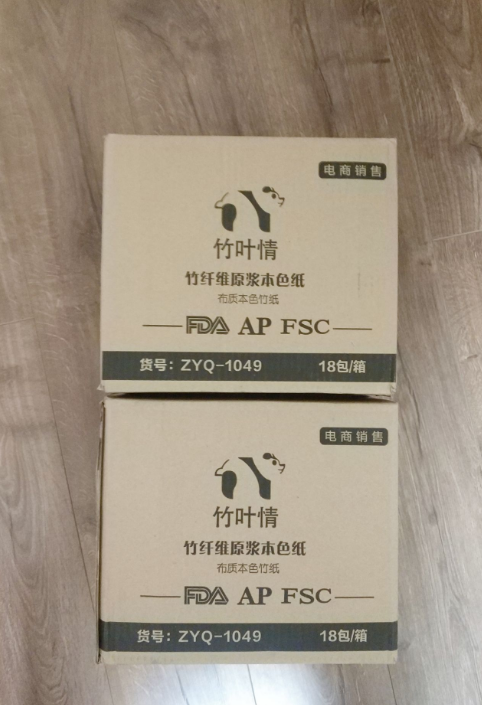 电商销售
竹叶情
竹纤维原浆本色纸
布质本色竹纸
FDA AP FSC
货号：ZYQ-1049 18包/箱
电商销售
竹叶情
竹纤维原浆本色纸
布质本色竹纸
FDA AP FSC
货号：ZYQ-1049 18包/箱